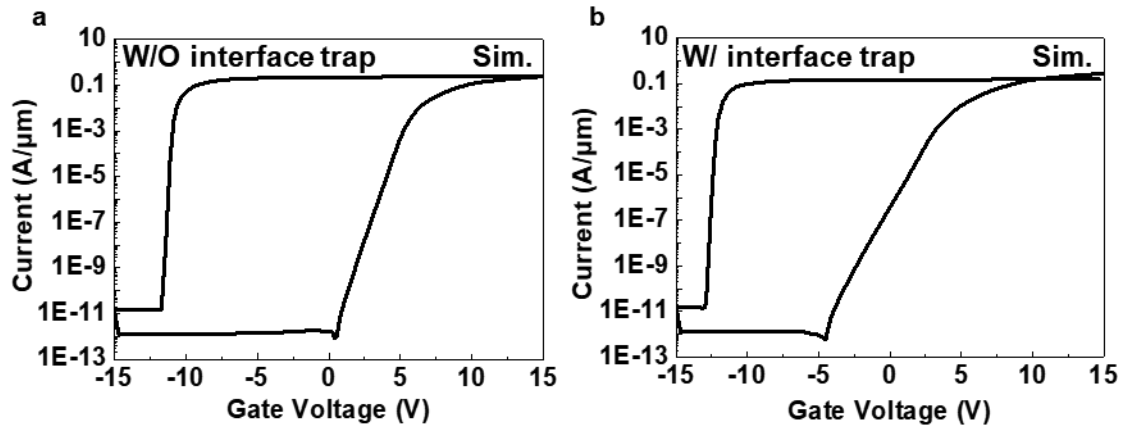 a
W/O interface trap Sim.
10
0.1
1E-3
1E-5
1E-7
1E-9
1E-11
1E-13
Current (A/μm)
-15 -10 -5 0 5 10 15
Gate Voltage (V)
b
W/ interface trap Sim.
10
0.1
1E-3
1E-5
1E-7
1E-9
1E-11
1E-13
Current (A/μm)
-15 -10 -5 0 5 10 15
Gate Voltage (V)